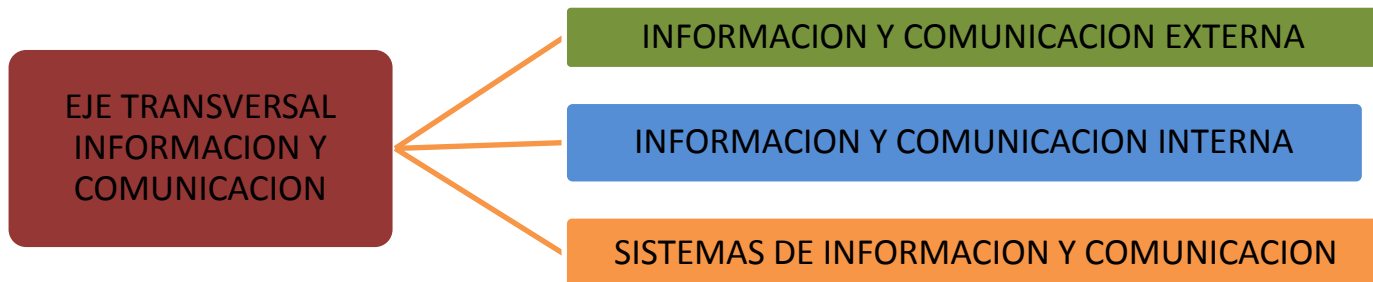 EJE TRANSVERSAL
INFORMACION Y
COMUNICACION
INFORMACION Y COMUNICACION EXTERNA
INFORMACION Y COMUNICACION INTERNA
SISTEMAS DE INFORMACION Y COMUNICACION